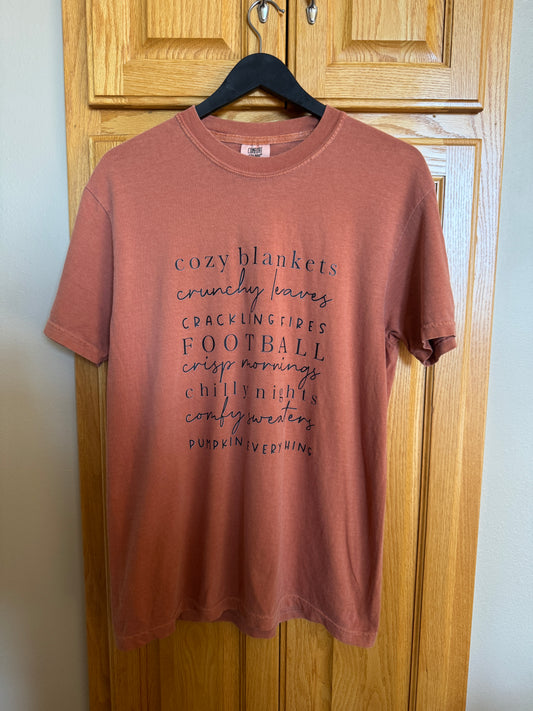 cozy blankets
crunchy leaves
CRACKLING FIRES
FOOTBALL
crisp mornings
chilly nights
comfy sweaters
PUMPKIN EVERYTHING